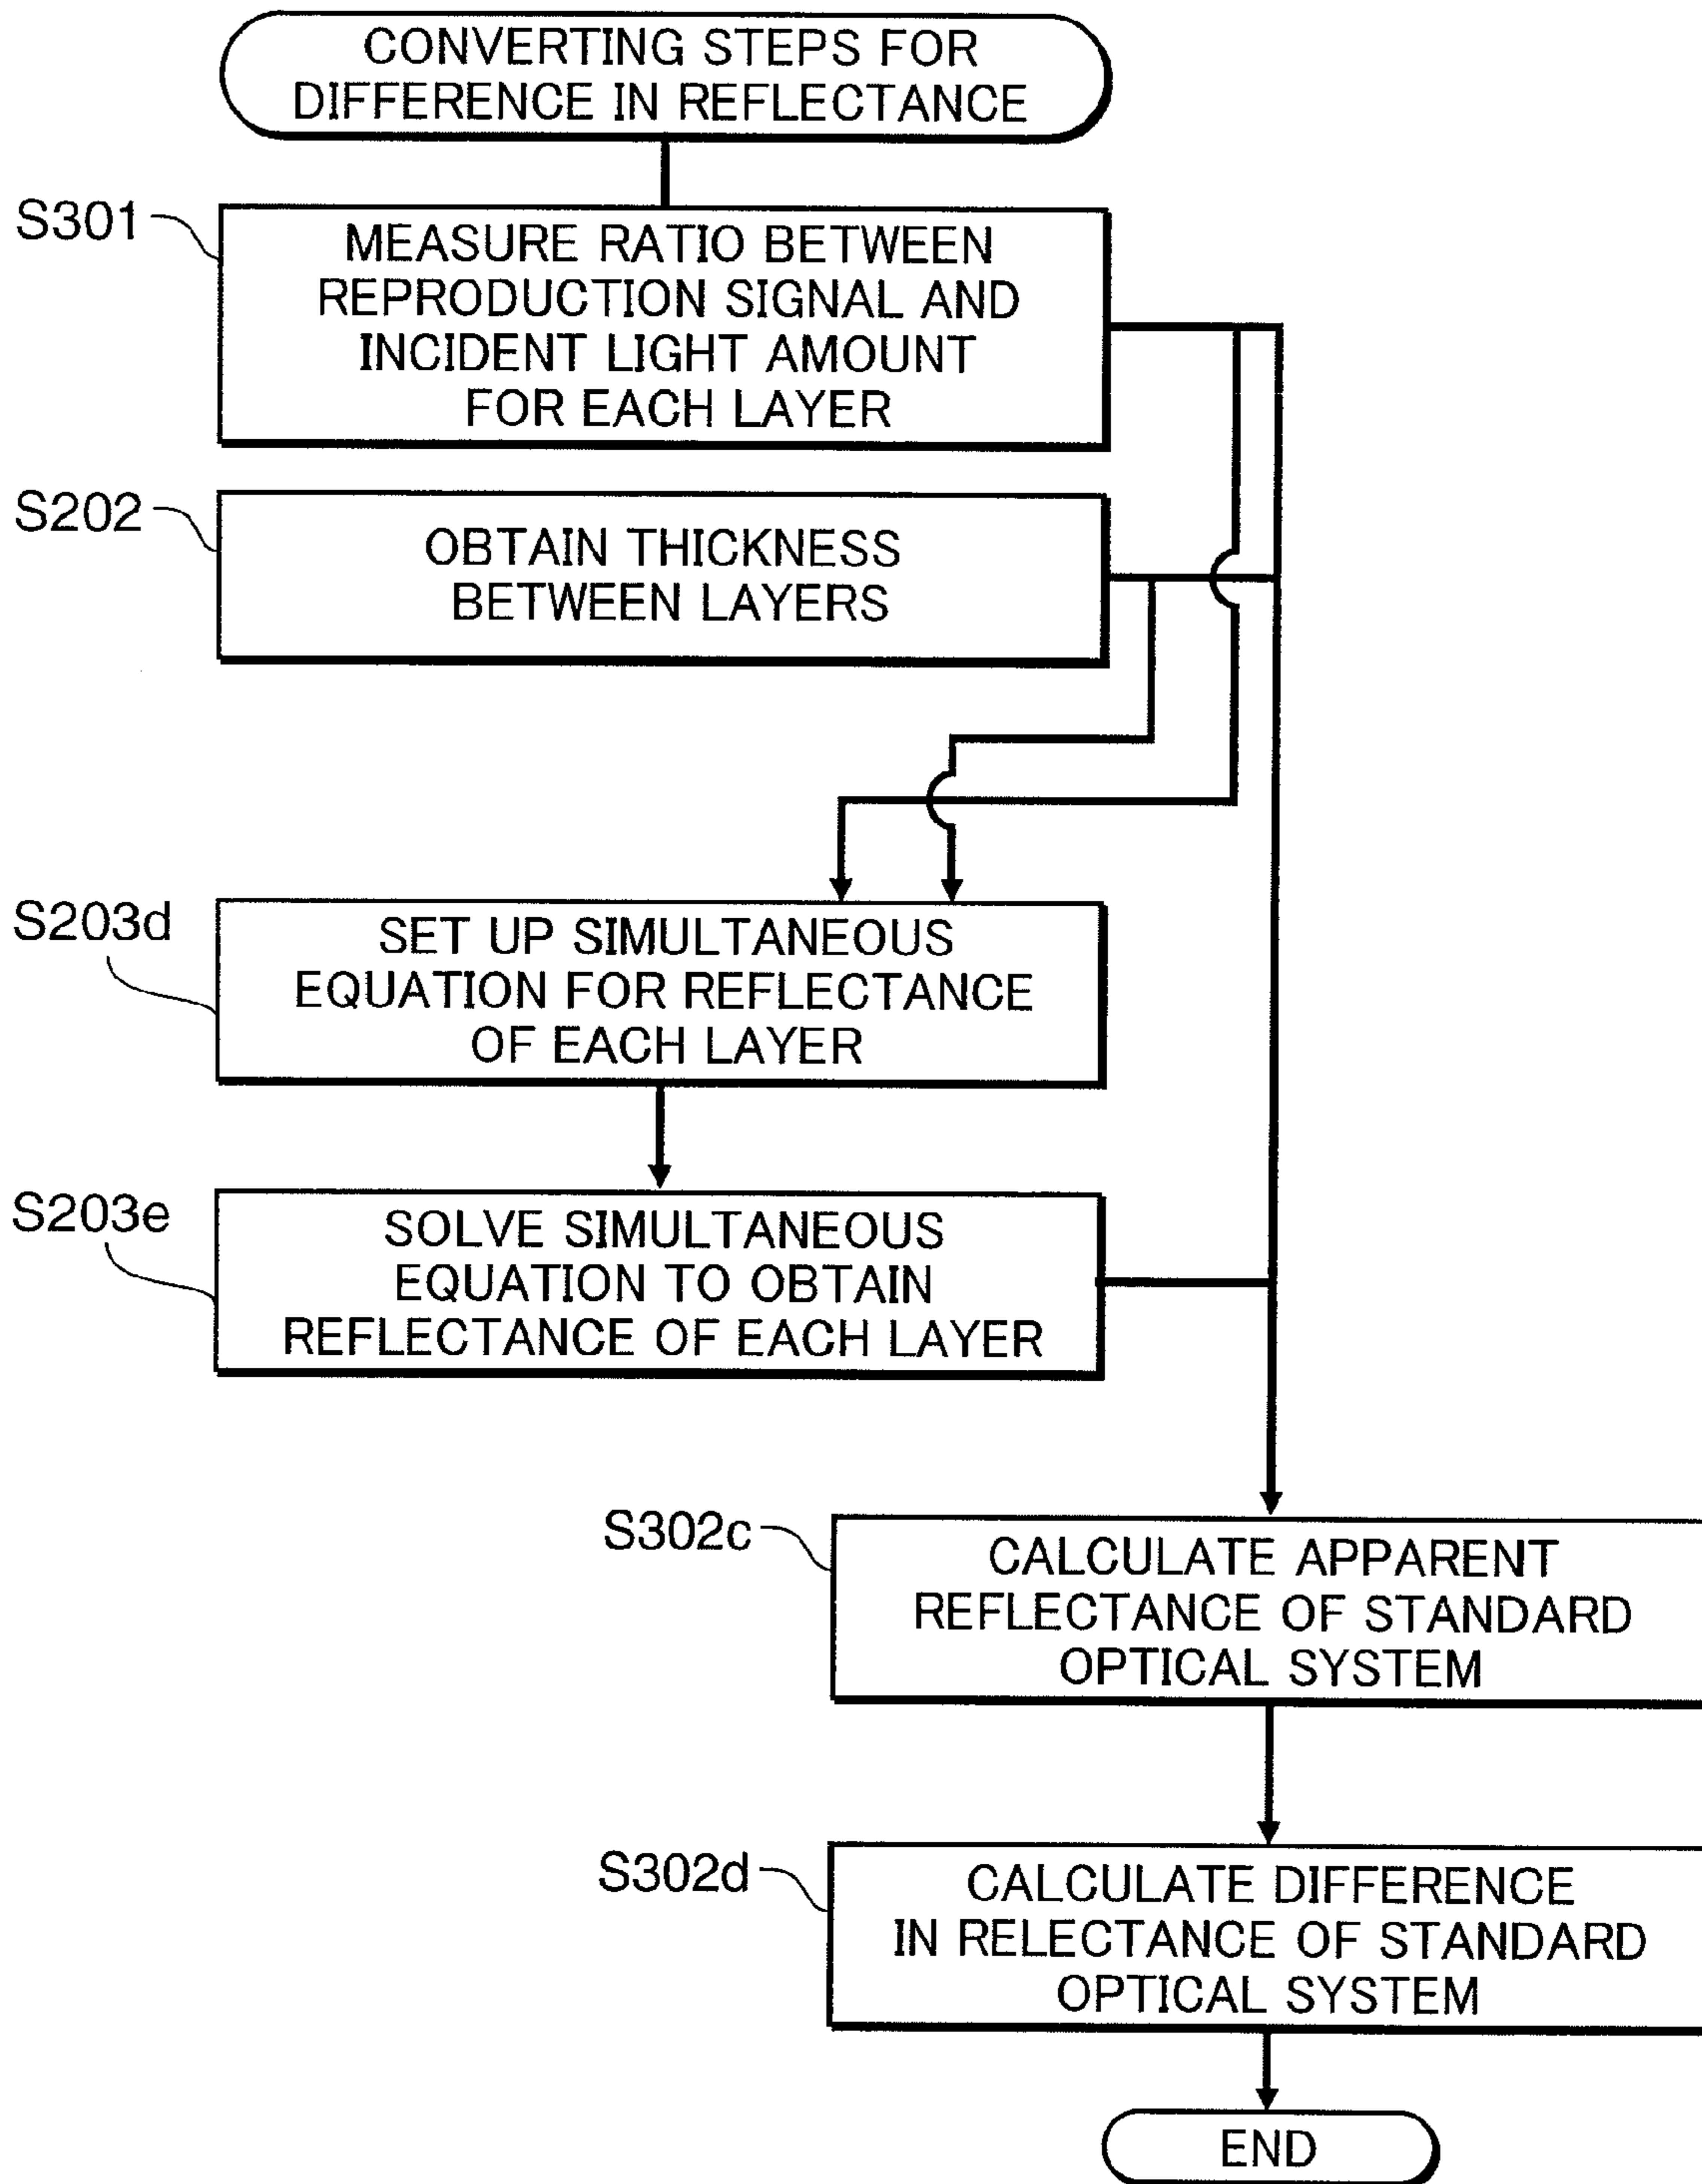 CONVERTING STEPS FOR
DIFFERENCE IN REFLECTANCE
S301
MEASURE RATIO BETWEEN
REPRODUCTION SIGNAL AND
INCIDENT LIGHT AMOUNT
FOR EACH LAYER
S202
OBTAIN THICKNESS
BETWEEN LAYERS
S203d
SET UP SIMULTANEOUS
EQUATION FOR REFLECTANCE
OF EACH LAYER
S203e
SOLVE SIMULTANEOUS
EQUATION TO OBTAIN
REFLECTANCE OF EACH LAYER
S302c
CALCULATE APPARENT
REFLECTANCE OF STANDARD
OPTICAL SYSTEM
S302d
CALCULATE DIFFERENCE
IN RELECTANCE OF STANDARD
OPTICAL SYSTEM
END